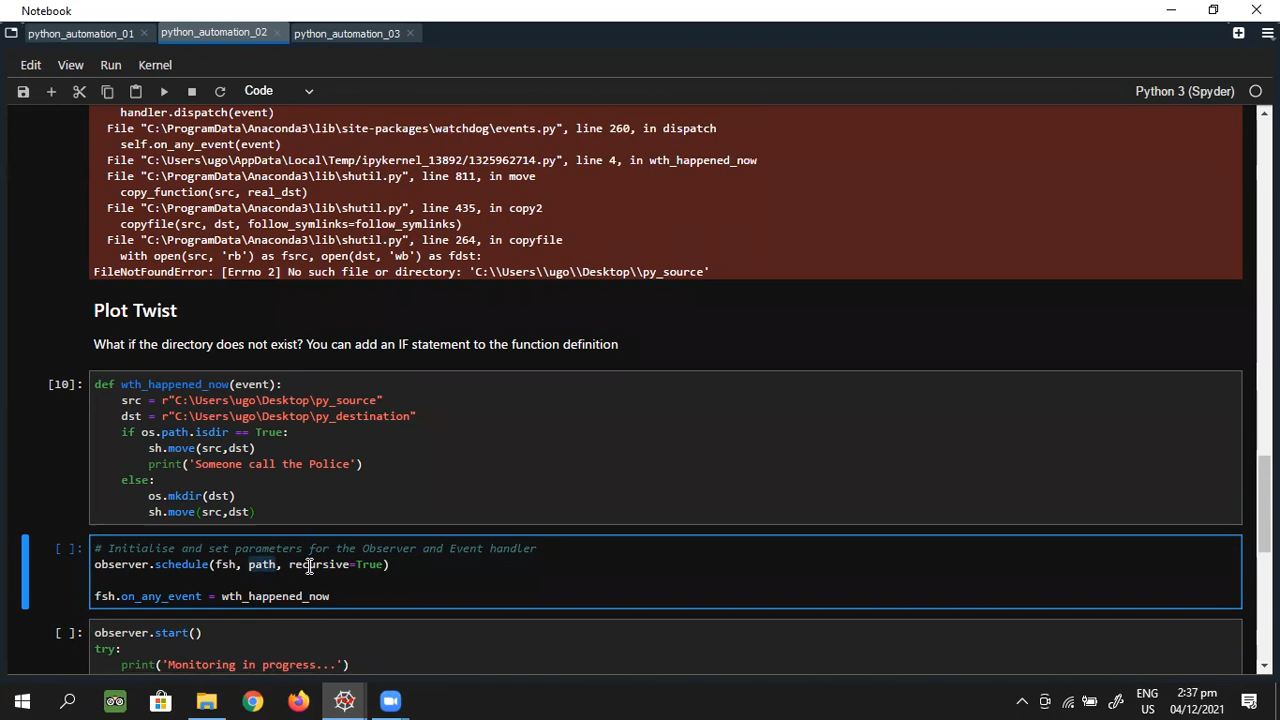 Notebook
python_automation_01
python_automation_02
python_automation_03
Edit View Run Kernel
Code
Python 3 (Spyder)
handler.dispatch(event)
File "C:\ProgramData\Anaconda3\lib\site-packages\watchdog\events.py", line 260, in dispatch
self.on_any_event(event)
File "C:\Users\ugo\AppData\Local\Temp/ipykernel_13892/1325962714.py", line 4, in wth_happened_now
File "C:\ProgramData\Anaconda3\lib\shutil.py", line 811, in move
copy_function(src, real_dst)
File "C:\ProgramData\Anaconda3\lib\shutil.py", line 435, in copy2
copyfile(src, dst, follow_symlinks=follow_symlinks)
File "C:\ProgramData\Anaconda3\lib\shutil.py", line 264, in copyfile
with open(src, 'rb') as fsrc, open(dst, 'wb') as fdst:
FileNotFoundError: [Errno 2] No such file or directory: 'C:\\Users\\ugo\\Desktop\\py_source'
Plot Twist
What if the directory does not exist? You can add an IF statement to the function definition
[10]: def wth_happened_now(event):
src = r"C:\Users\ugo\Desktop\py_source"
dst = r"C:\Users\ugo\Desktop\py_destination"
if os.path.isdir == True:
sh.move(src,dst)
print('Someone call the Police')
else:
os.mkdir(dst)
sh.move(src,dst)
[ ]: # Initialise and set parameters for the Observer and Event handler
observer.schedule(fsh, path, recursive=True)
fsh.on_any_event = wth_happened_now
[ ]: observer.start()
try:
print('Monitoring in progress...')
ENG
US
2:37 pm
04/12/2021